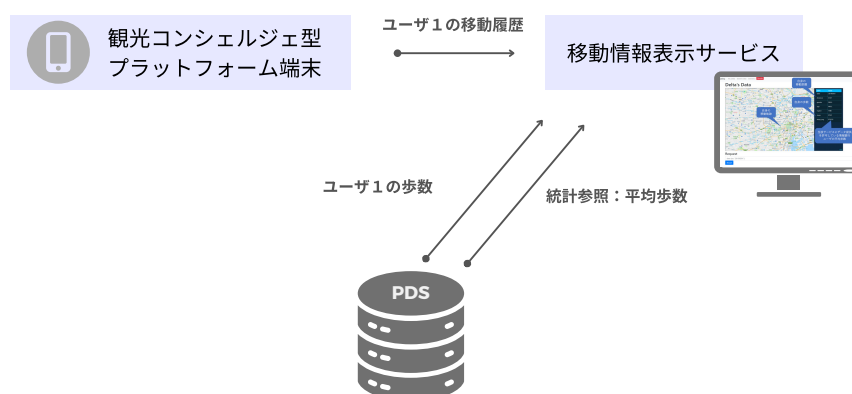 ユーザ１の移動履歴
観光コンシェルジェ型
プラットフォーム端末
移動情報表示サービス
Delta's Data
ユーザ１の歩数
統計参照：平均歩数
PDS